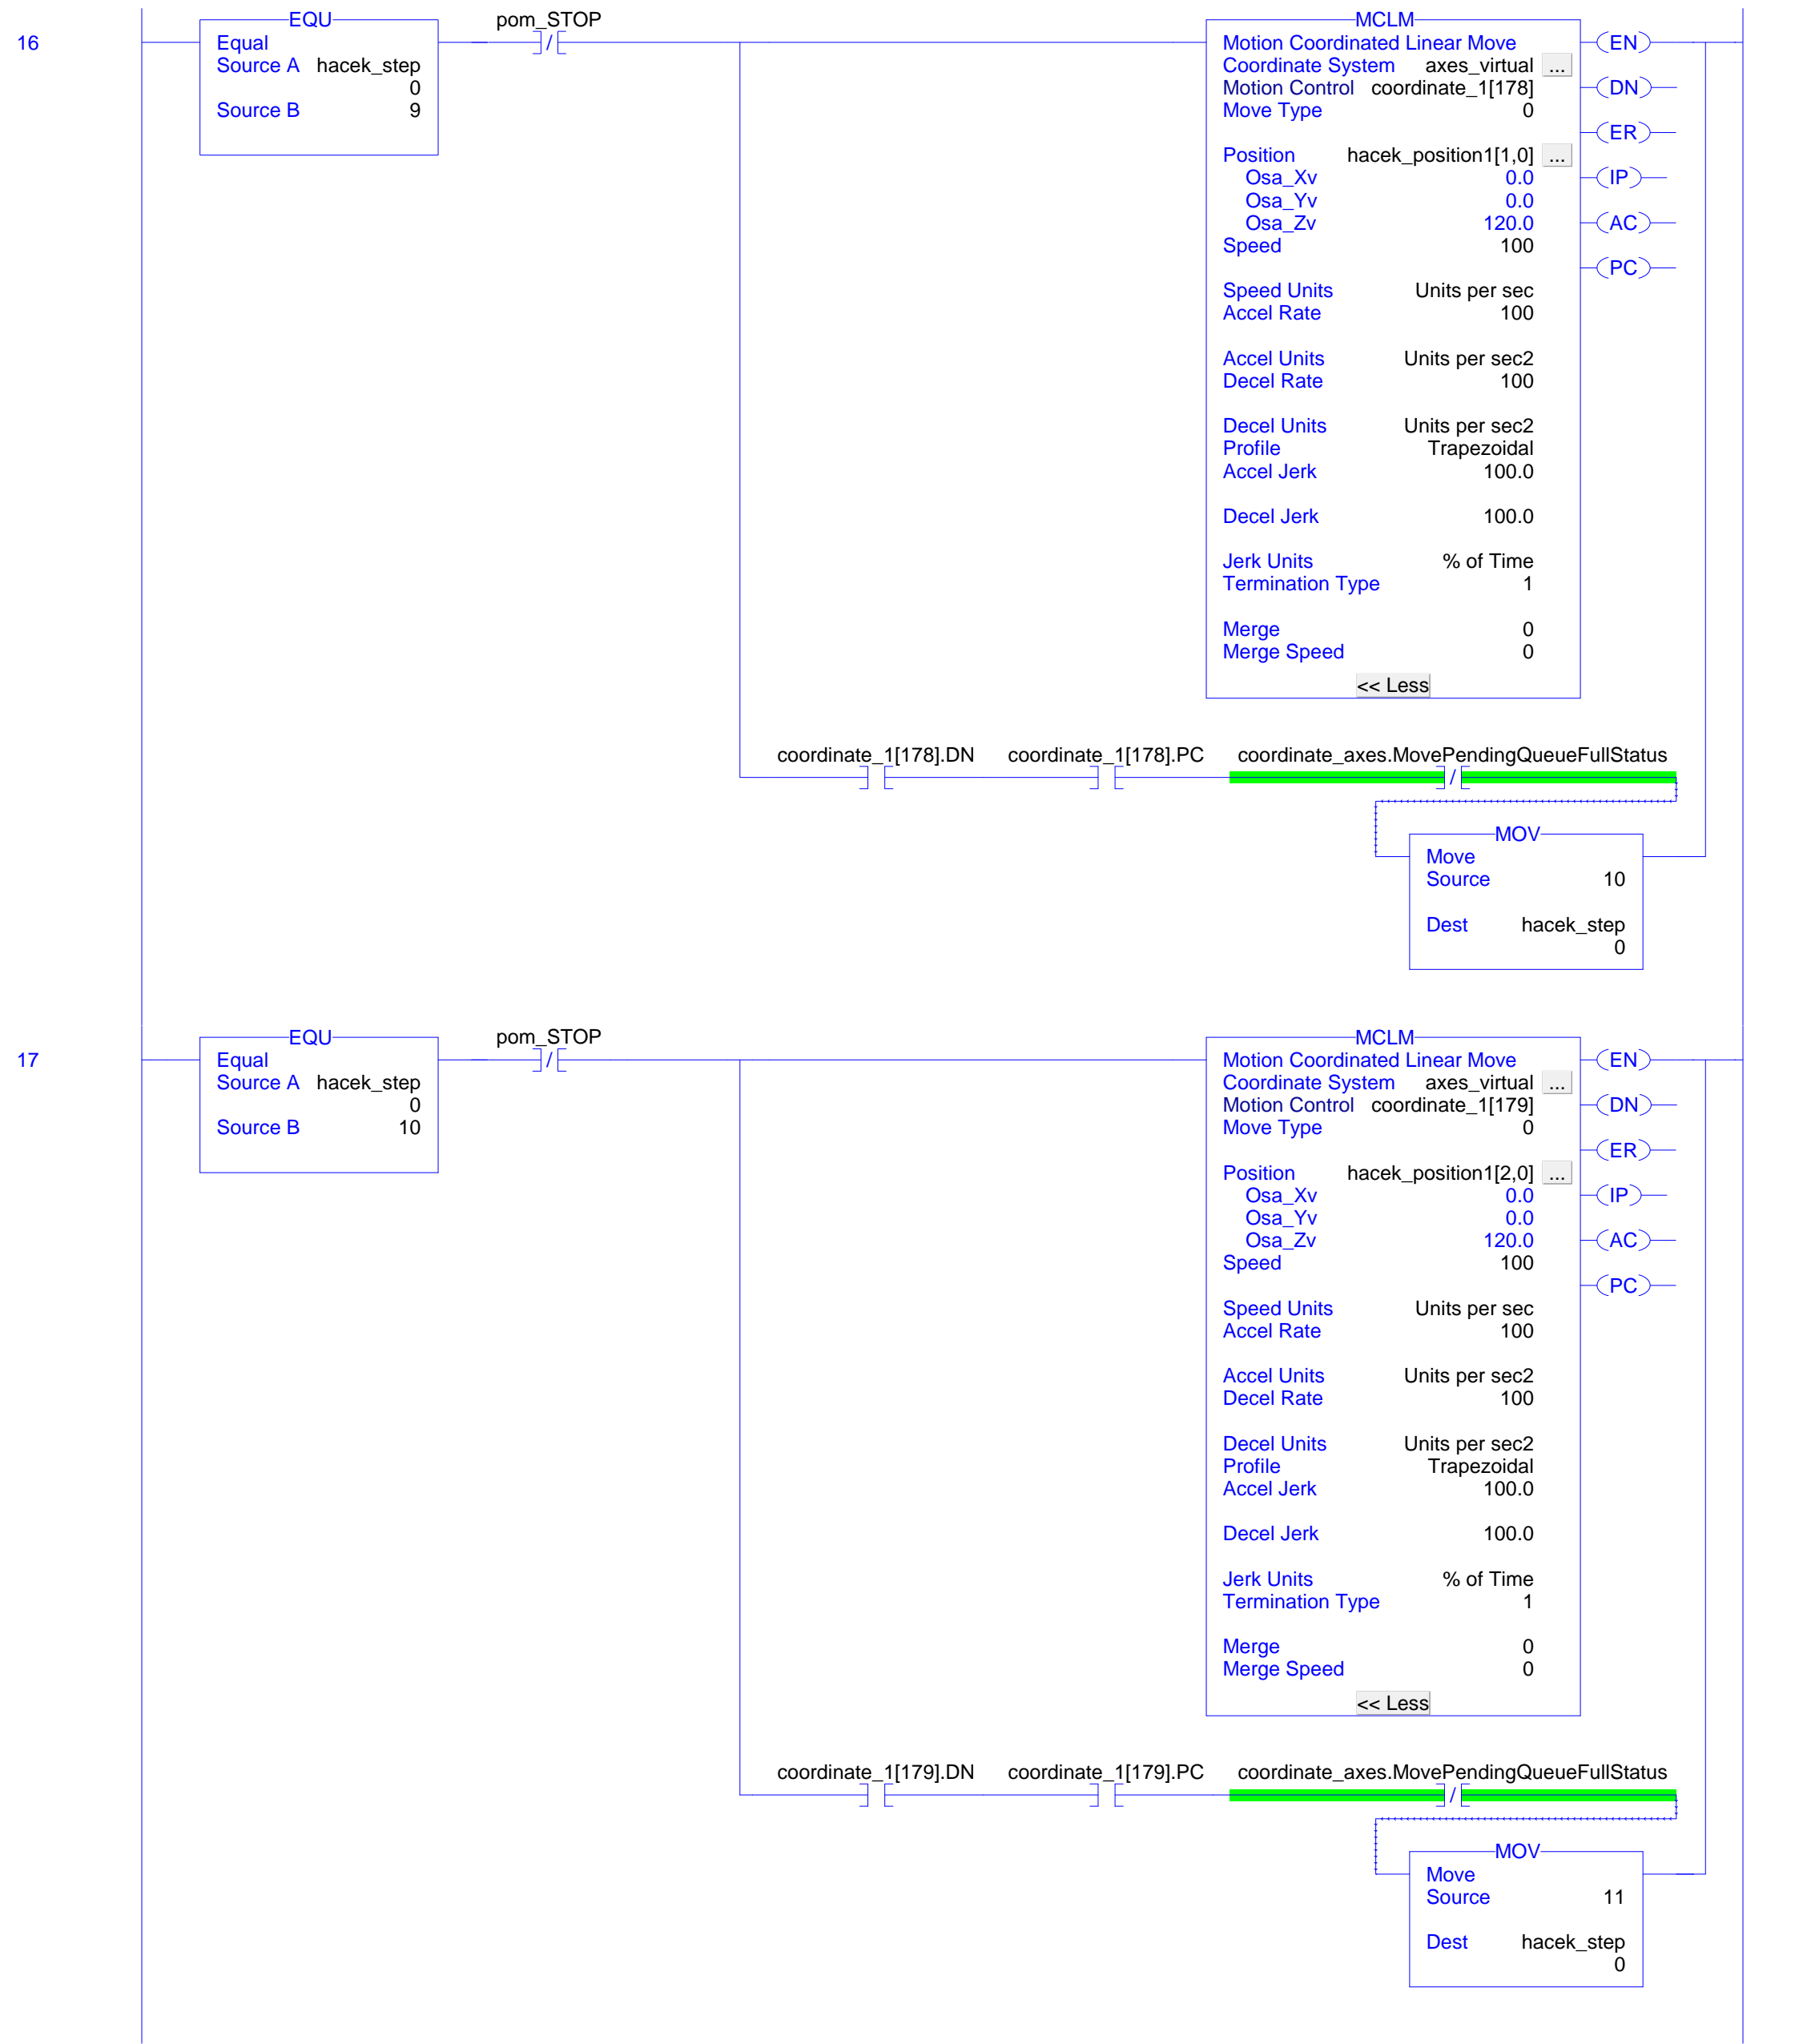 EQU
pom_STOP
MCLM
16
Equal
/
Motion Coordinated Linear Move
EN
Source A hacek_step
Coordinate System axes_virtual ...
0
Motion Control coordinate_1[178]
DN
Source B 9
Move Type 0
ER
Position hacek_position1[1,0] ...
Osa_Xv 0.0
IP
Osa_Yv 0.0
Osa_Zv 120.0
AC
Speed 100
PC
Speed Units Units per sec
Accel Rate 100
Accel Units Units per sec2
Decel Rate 100
Decel Units Units per sec2
Profile Trapezoidal
Accel Jerk 100.0
Decel Jerk 100.0
Jerk Units % of Time
Termination Type 1
Merge 0
Merge Speed 0
<< Less
coordinate_1[178].DN coordinate_1[178].PC coordinate_axes.MovePendingQueueFullStatus
/
MOV
Move
Source 10
Dest hacek_step
0
EQU
pom_STOP
MCLM
17
Equal
/
Motion Coordinated Linear Move
EN
Source A hacek_step
Coordinate System axes_virtual ...
0
Motion Control coordinate_1[179]
DN
Source B 10
Move Type 0
ER
Position hacek_position1[2,0] ...
Osa_Xv 0.0
IP
Osa_Yv 0.0
Osa_Zv 120.0
AC
Speed 100
PC
Speed Units Units per sec
Accel Rate 100
Accel Units Units per sec2
Decel Rate 100
Decel Units Units per sec2
Profile Trapezoidal
Accel Jerk 100.0
Decel Jerk 100.0
Jerk Units % of Time
Termination Type 1
Merge 0
Merge Speed 0
<< Less
coordinate_1[179].DN coordinate_1[179].PC coordinate_axes.MovePendingQueueFullStatus
/
MOV
Move
Source 11
Dest hacek_step
0